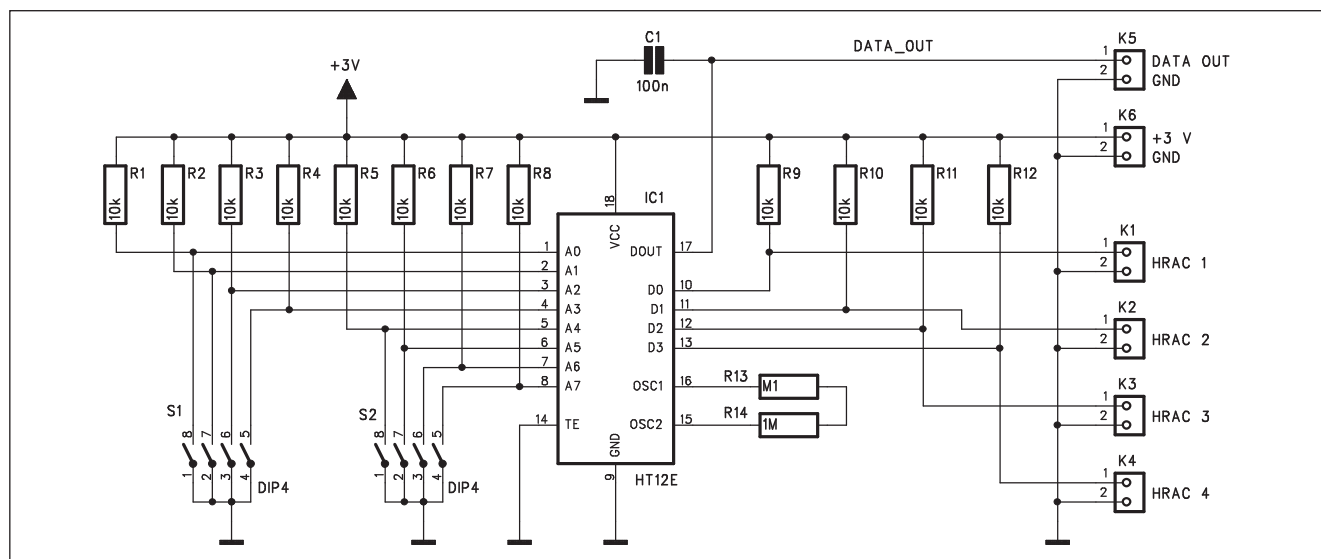 C1
100n
DATA_OUT
K5
1
DATA OUT
2
GND
+3V
K6
1
+3 V
2
GND
R1
10k
R2
10k
R3
10k
R4
10k
R5
10k
R6
10k
R7
10k
R8
10k
R9
10k
R10
10k
R11
10k
R12
10k
IC1
18
VCC
1
A0
2
A1
3
A2
4
A3
5
A4
6
A5
7
A6
8
A7
14
TE
DOUT
17
D0
10
D1
11
D2
12
D3
13
OSC1
16
OSC2
15
GND
9
HT12E
R13
M1
R14
1M
K1
1
2
HRAC 1
K2
1
2
HRAC 2
K3
1
2
HRAC 3
K4
1
2
HRAC 4
S1
8
7
6
5
1
2
3
4
DIP4
S2
8
7
6
5
1
2
3
4
DIP4